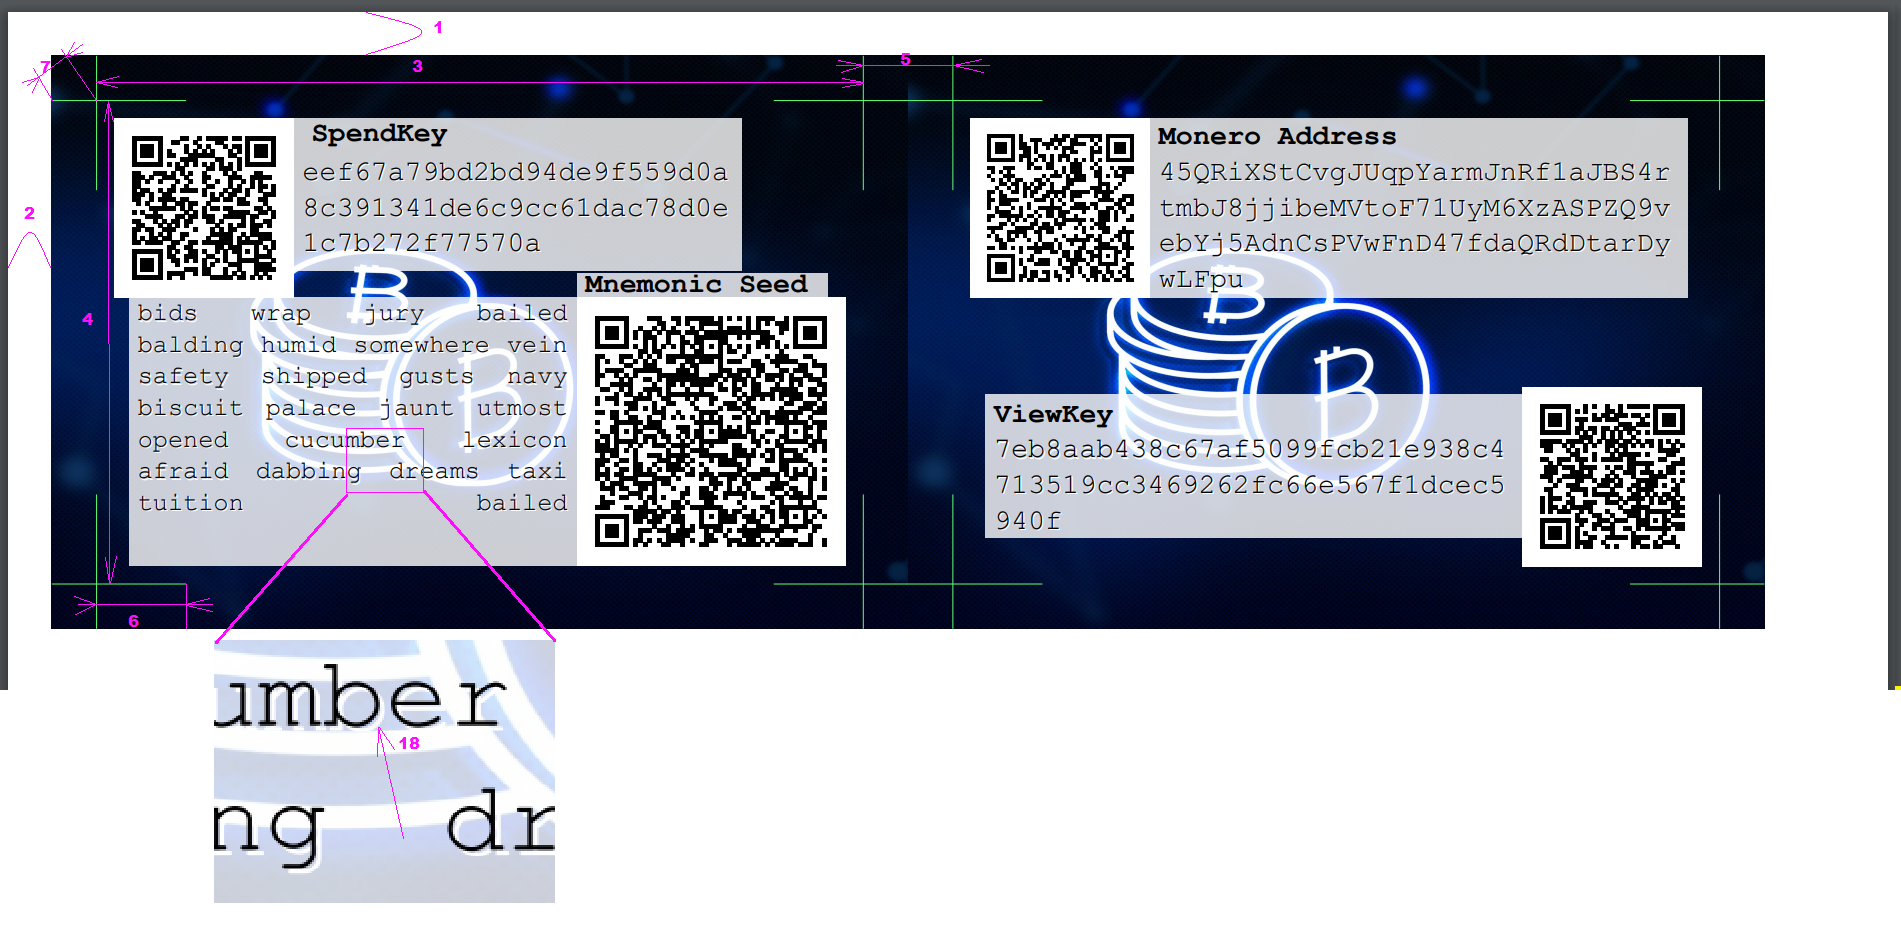 1
7
3
5
SpendKey
eef67a79bd2bd94de9f559d0a
8c391341de6c9cc61dac78d0e
1c7b272f77570a
2
4
Mnemonic Seed
bids wrap jury bailed
balding humid somewhere vein
safety shipped gusts navy
biscuit palace jaunt utmost
opened cucumber lexicon
afraid dabbing dreams taxi
tuition bailed
6
Monero Address
45QRiXStCvgJUqpYarmJnRf1aJBS4r
tmbJ8jjibeMVtoF71UyM6XzASPZQ9v
ebYj5AdnCsPVwFnD47fdaQRdDtarDy
wLFpu
ViewKey
7eb8aab438c67af5099fcb21e938c4
713519cc3469262fc66e567f1dcec5
940f
umber
18
ng dr